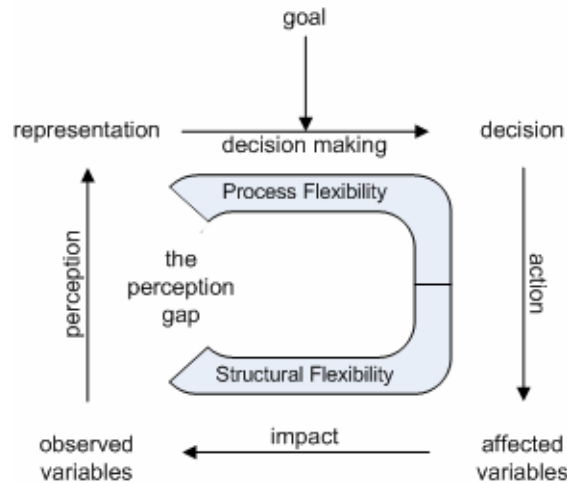 goal
representation
decision making
decision
Process Flexibility
perception
the
perception
gap
action
Structural Flexibility
observed
variables
impact
affected
variables